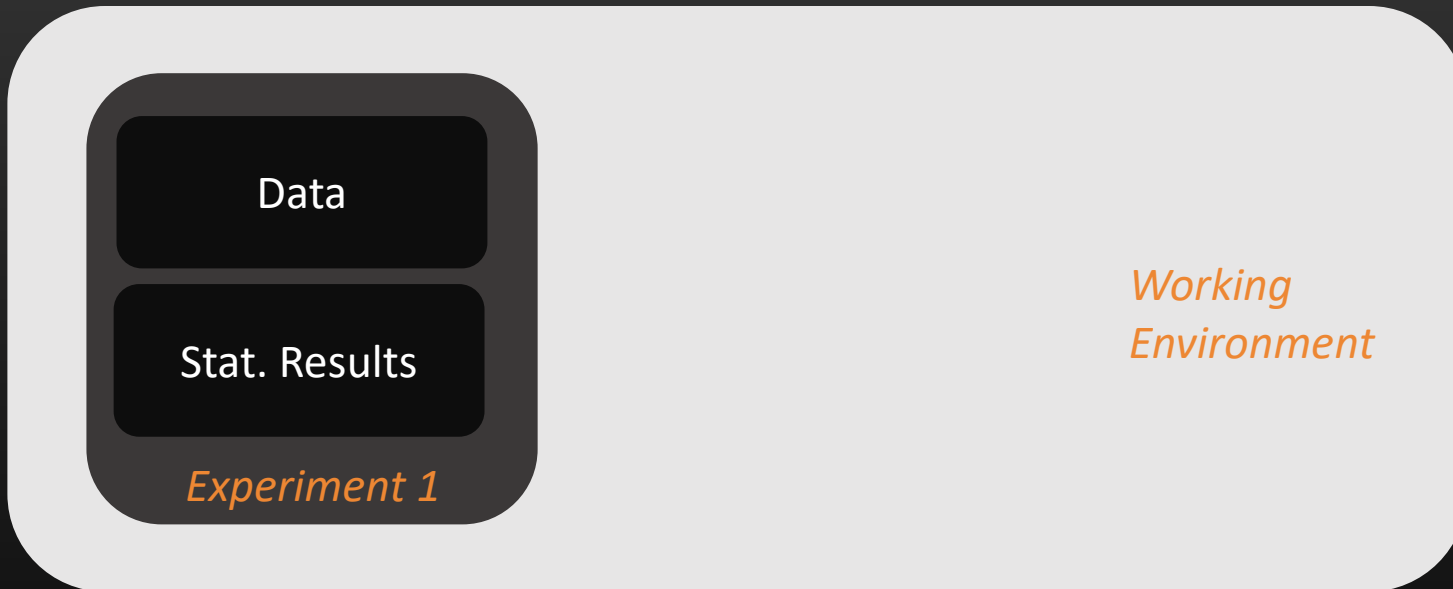 Data
Stat. Results
Experiment 1
Working
Environment